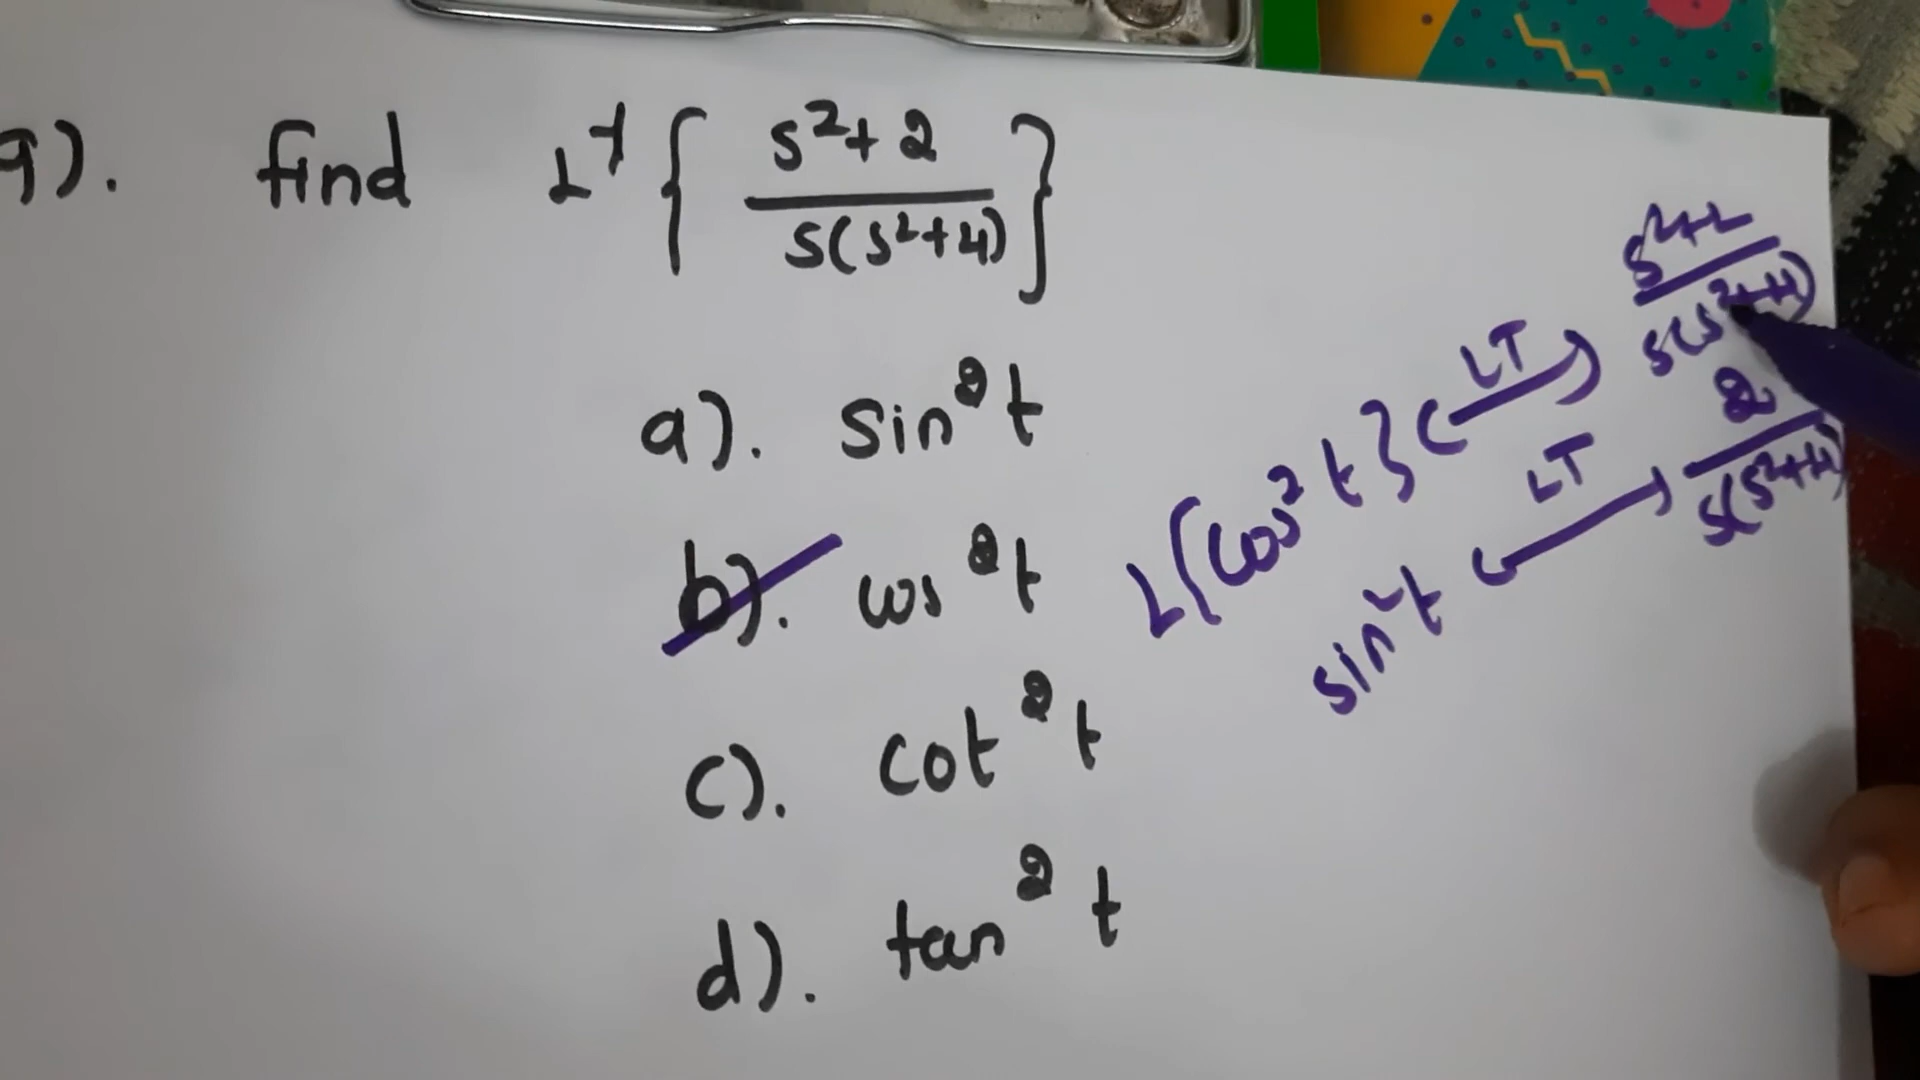 9). find L⁻¹ { s²+2 / s(s²+4) }
a). sin²t
b). cos²t
c). cot²t
d). tan²t
L{cos²t} LT s²+2 / s(s²+4)
sin²t LT 2 / s(s²+4)